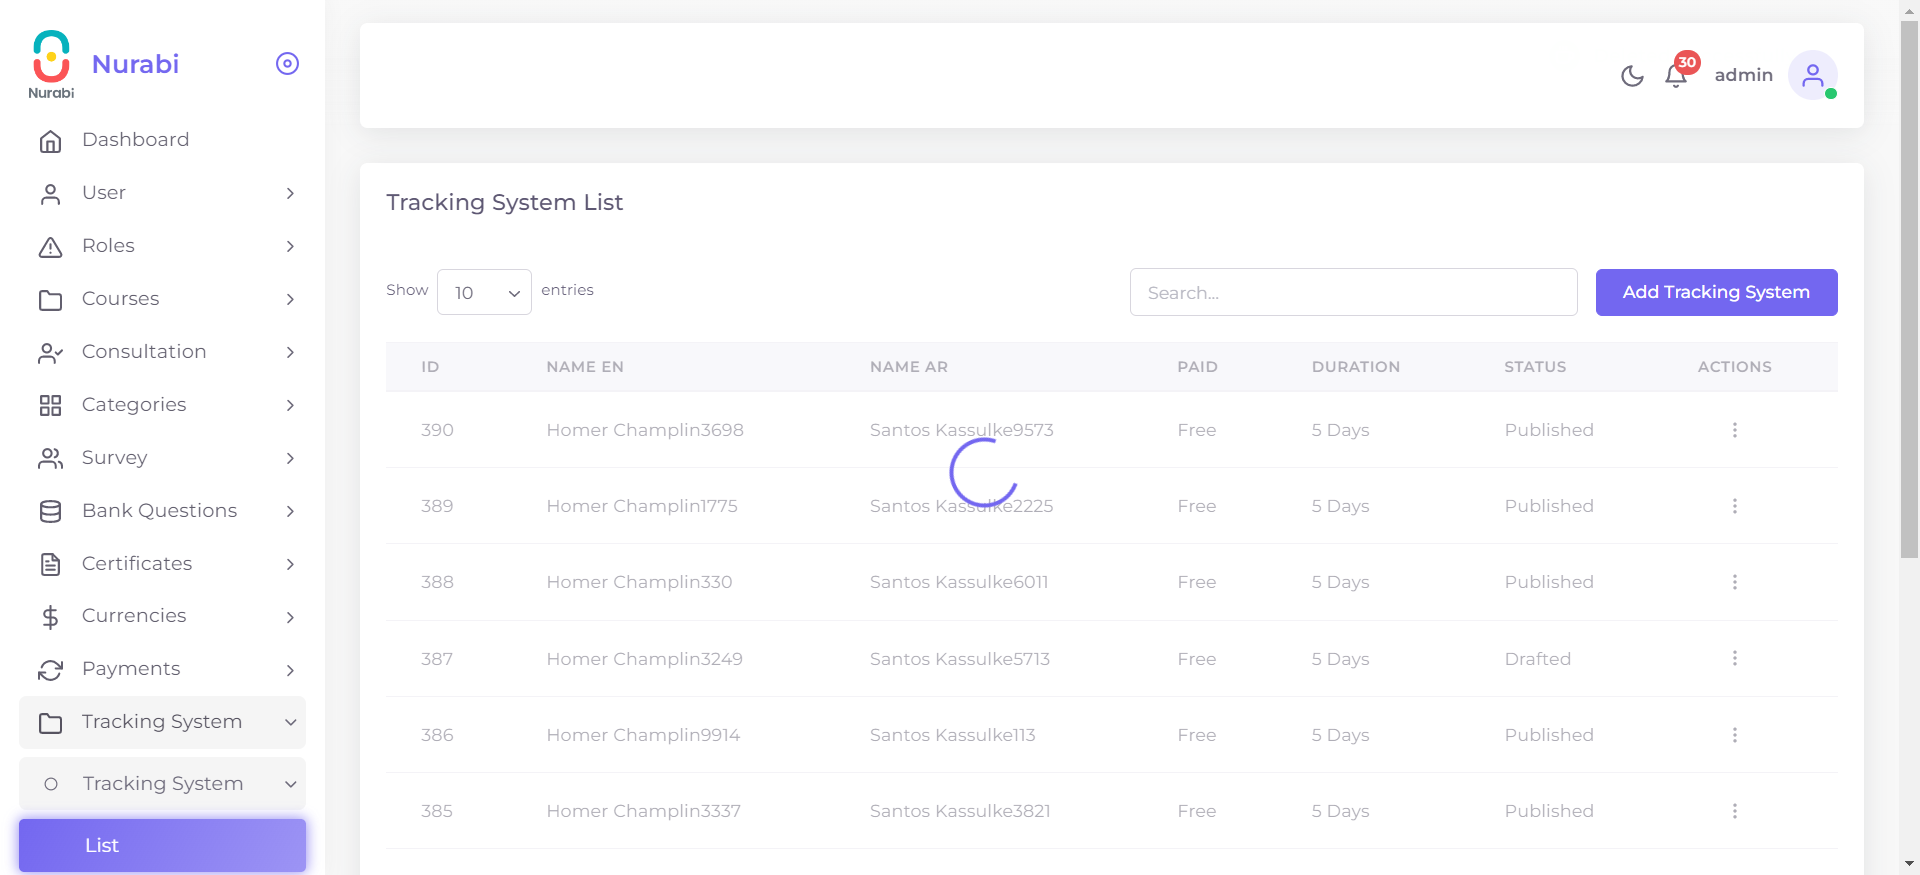 Nurabi
Nurabi
Dashboard
User
Roles
Courses
Consultation
Categories
Survey
Bank Questions
Certificates
Currencies
Payments
Tracking System
Tracking System
List
30
admin
Tracking System List
Show 10 entries
Search...
Add Tracking System
ID NAME EN NAME AR PAID DURATION STATUS ACTIONS
390 Homer Champlin3698 Santos Kassulke9573 Free 5 Days Published
389 Homer Champlin1775 Santos Kassulke2225 Free 5 Days Published
388 Homer Champlin330 Santos Kassulke6011 Free 5 Days Published
387 Homer Champlin3249 Santos Kassulke5713 Free 5 Days Drafted
386 Homer Champlin9914 Santos Kassulke113 Free 5 Days Published
385 Homer Champlin3337 Santos Kassulke3821 Free 5 Days Published